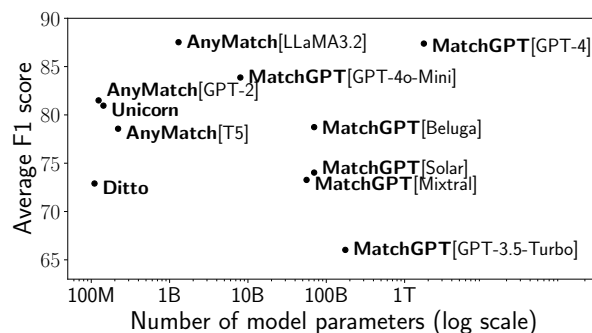 90
85
80
75
70
65
Average F1 score
AnyMatch[LLaMA3.2]
MatchGPT[GPT-4]
MatchGPT[GPT-4o-Mini]
AnyMatch[GPT-2]
Unicorn
AnyMatch[T5]
MatchGPT[Beluga]
MatchGPT[Solar]
MatchGPT[Mixtral]
Ditto
MatchGPT[GPT-3.5-Turbo]
100M 1B 10B 100B 1T
Number of model parameters (log scale)